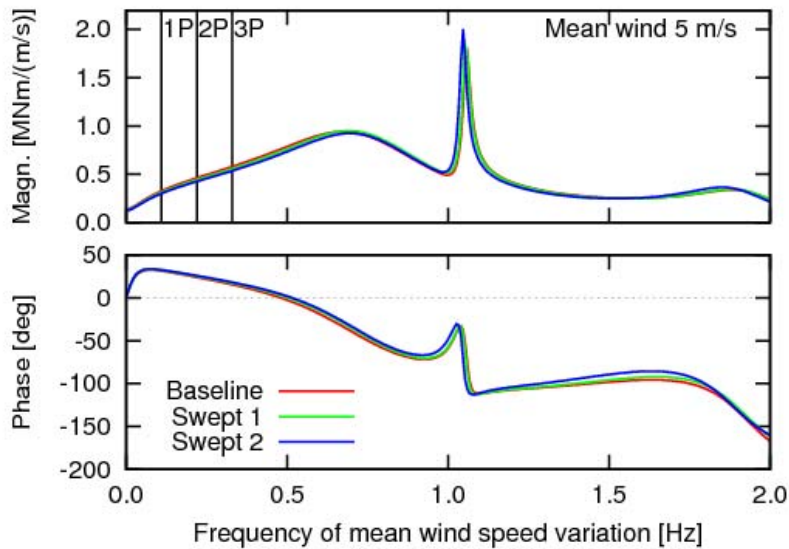 1P 2P 3P Mean wind 5 m/s
Magn. [MNm/(m/s)]
2.0
1.5
1.0
0.5
0.0
Phase [deg]
50
0
-50
-100
-150
-200
Baseline
Swept 1
Swept 2
0.0 0.5 1.0 1.5 2.0
Frequency of mean wind speed variation [Hz]